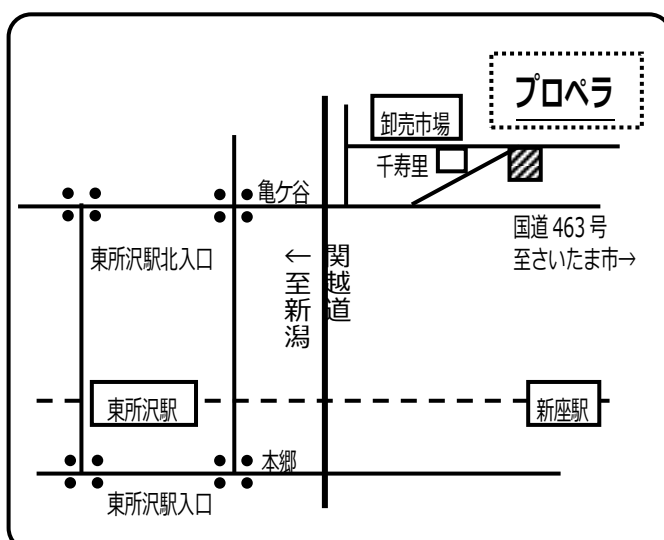 プロペラ
卸売市場
千寿里
亀ケ谷
国道 463 号
至さいたま市→
東所沢駅北入口
←至新潟
関越道
東所沢駅
新座駅
本郷
東所沢駅入口